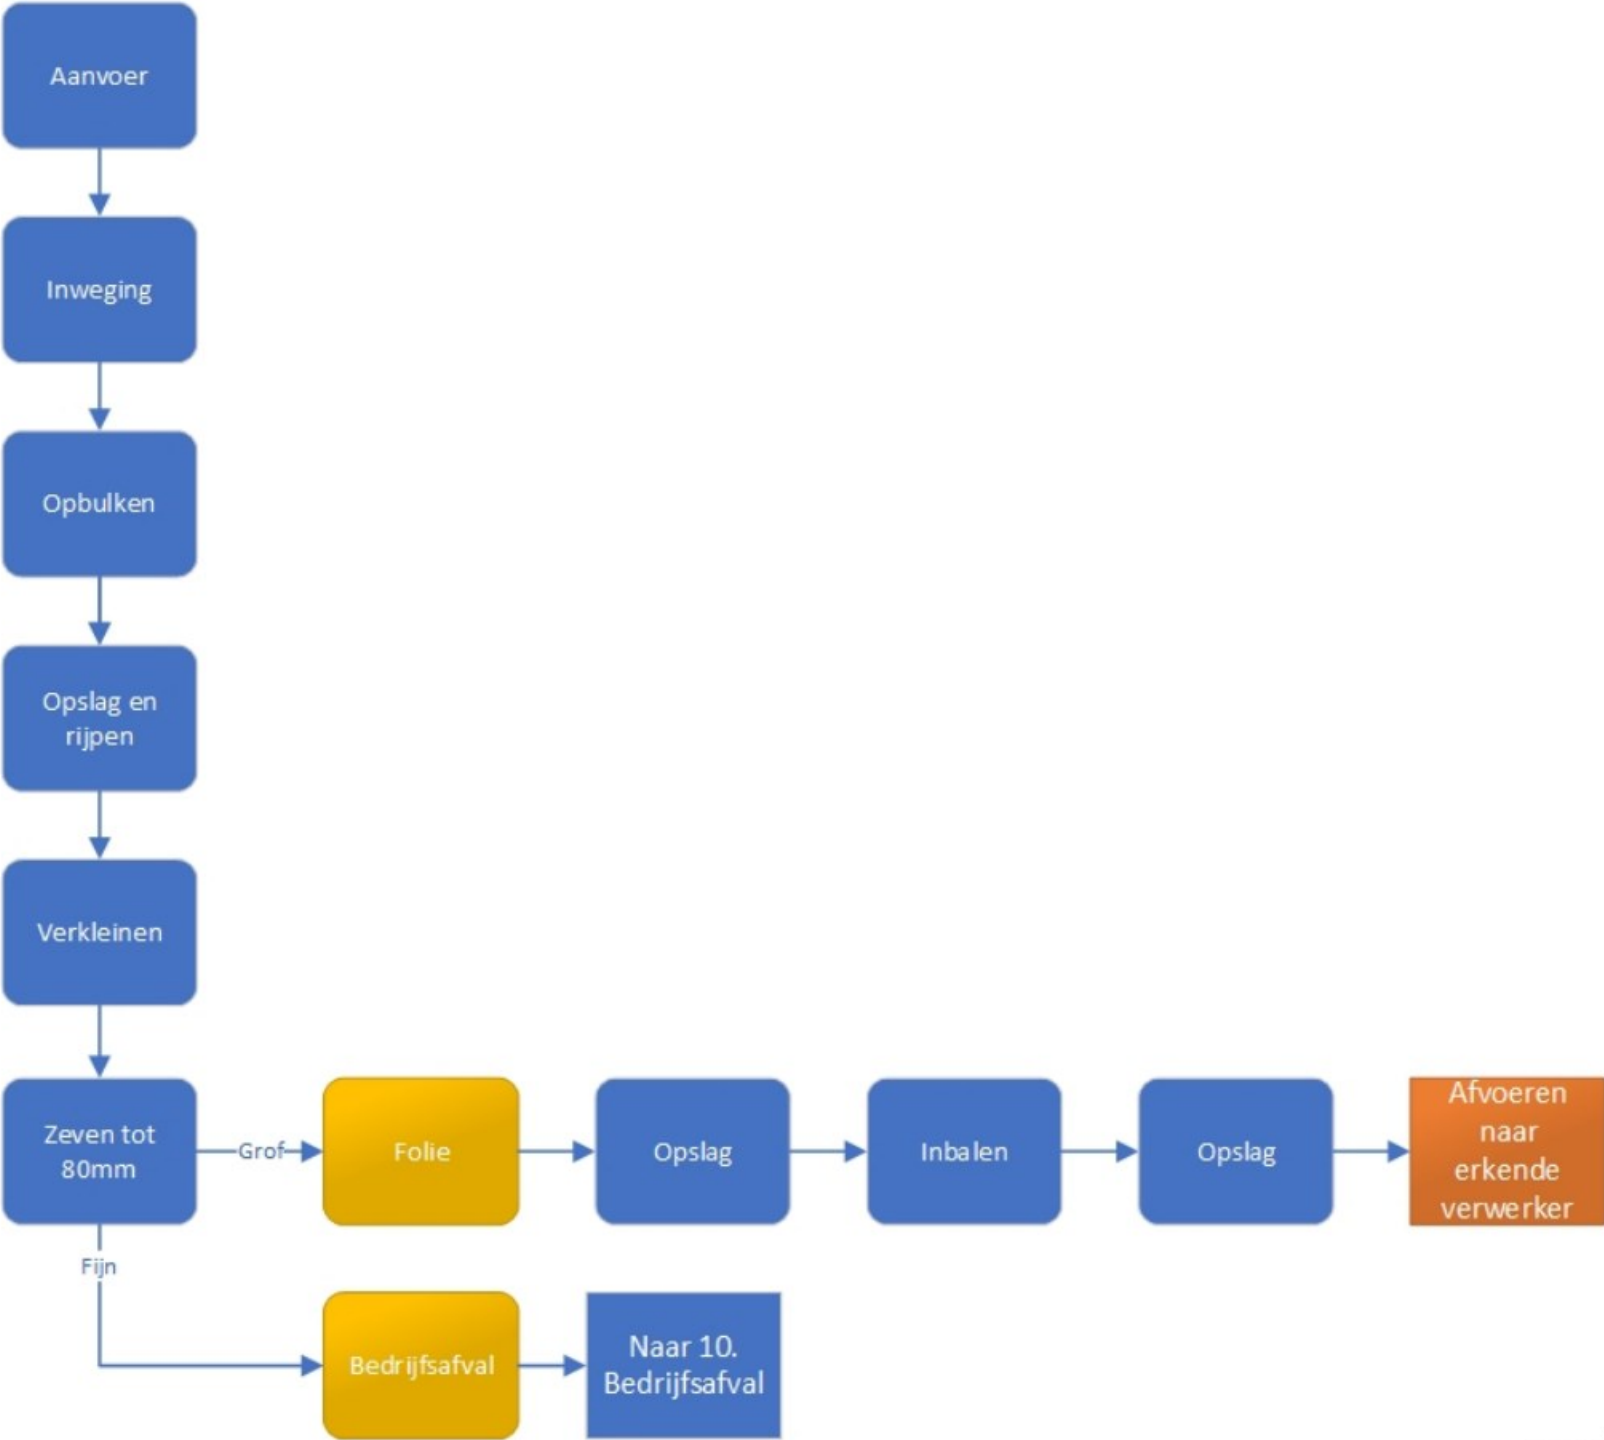 Aanvoer
Inweging
Opbulken
Opslag en
rijpen
Verkleinen
Zeven tot
80mm
Grof
Folie
Opslag
Inbalen
Opslag
Afvoeren
naar
erkende
verwerker
Fijn
Bedrijfsafval
Naar 10.
Bedrijfsafval